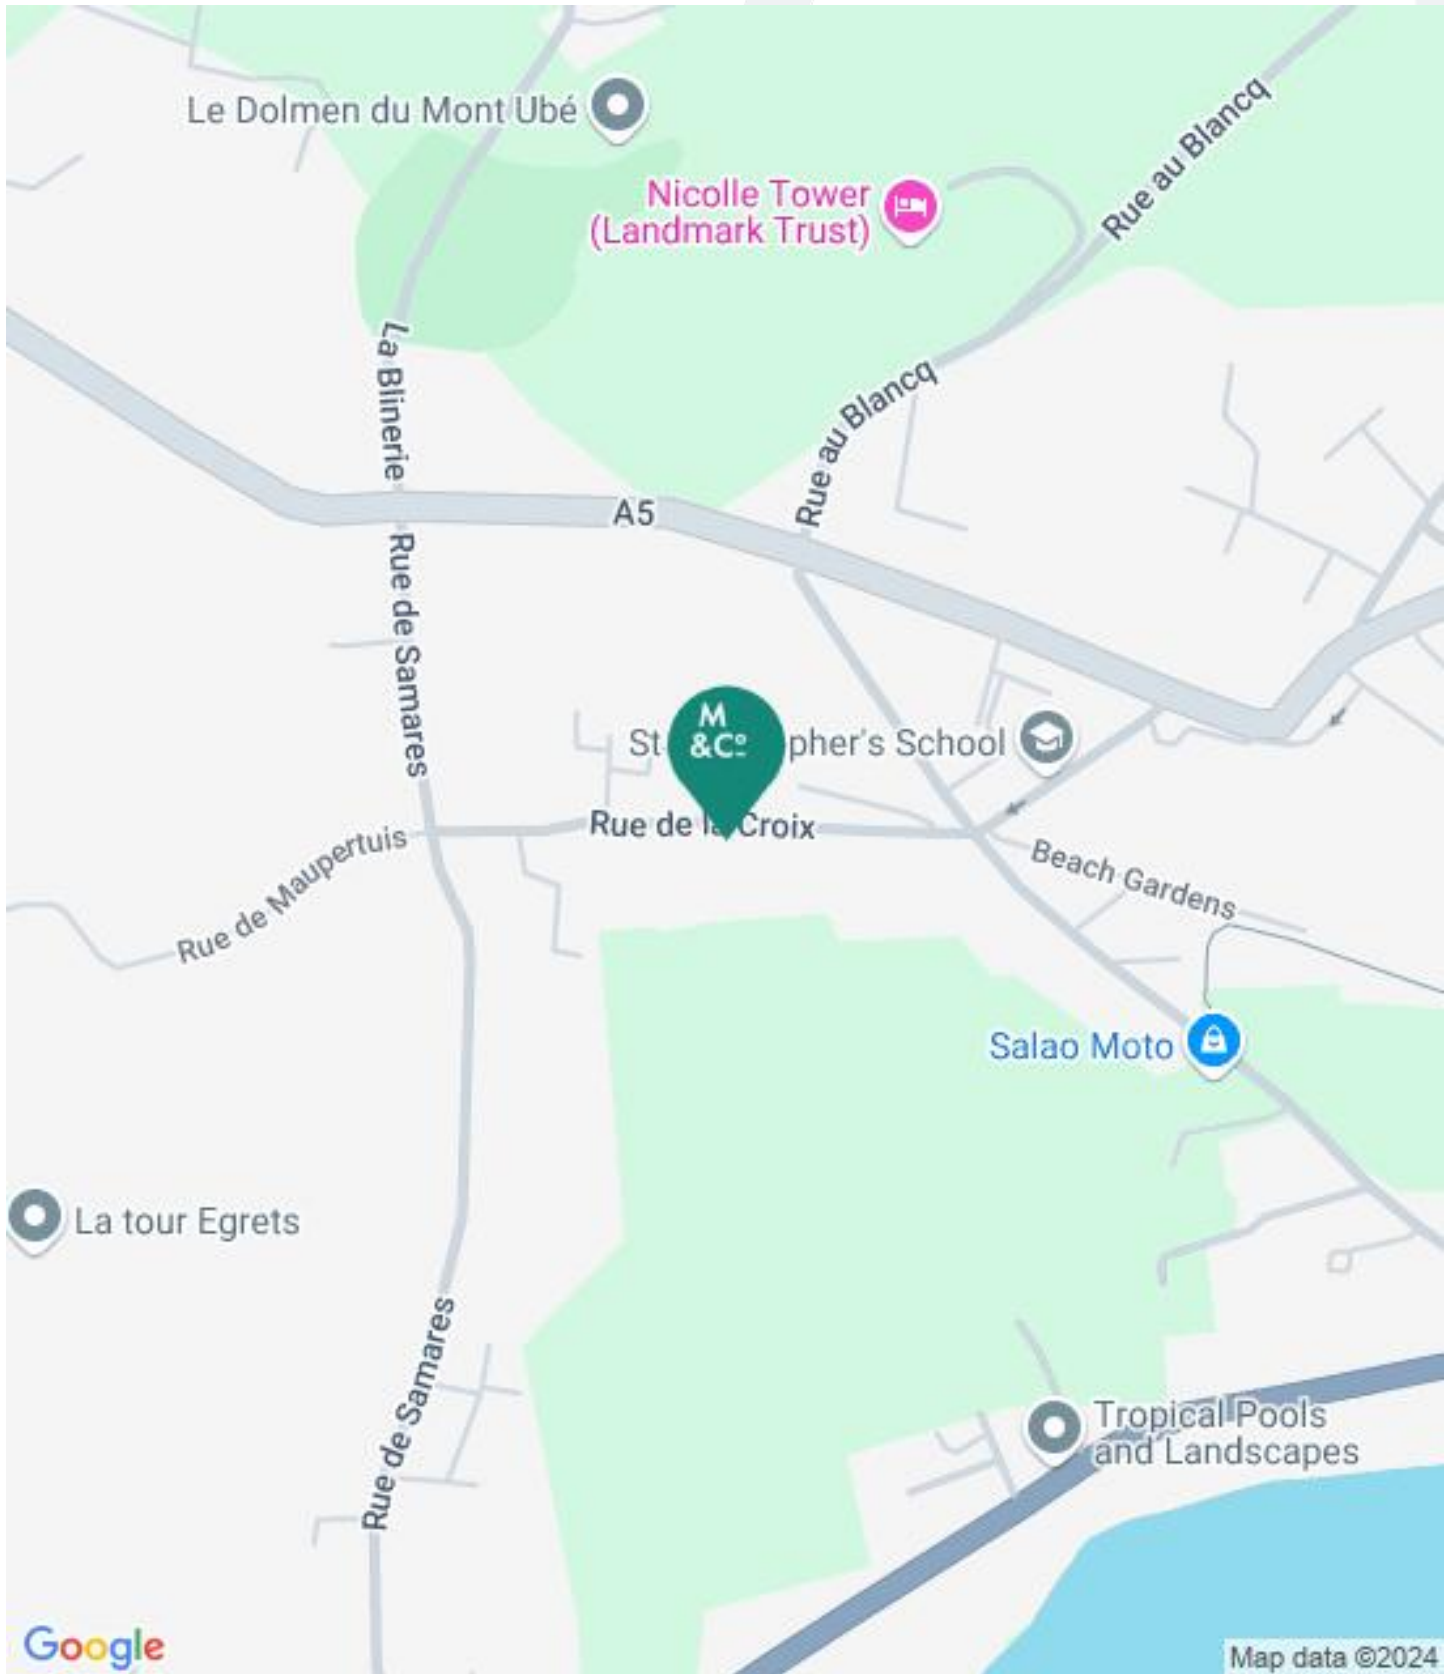 Le Dolmen du Mont Ubé
Nicolle Tower
(Landmark Trust)
Rue au Blancq
La Blinerie
Rue au Blancq
A5
Rue de Samares
M
&Cº
St pher's School
Rue de la Croix
Rue de Maupertuis
Beach Gardens
Salao Moto
La tour Egrets
Rue de Samares
Tropical Pools
and Landscapes
Google
Map data ©2024